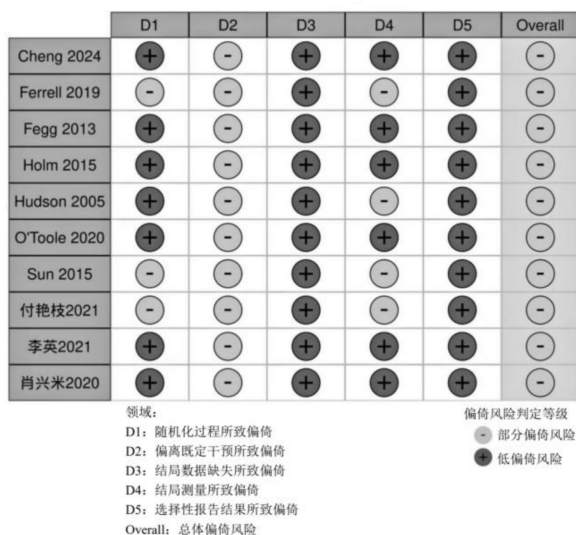 D1 D2 D3 D4 D5 Overall
Cheng 2024 + - + + + -
Ferrell 2019 - - + - + -
Fegg 2013 + - + + + -
Holm 2015 + - + + + -
Hudson 2005 + - + - + -
O'Toole 2020 + - + + + -
Sun 2015 - - + - + -
付艳枝2021 - - + - + -
李英2021 + - + + + -
肖兴米2020 + - + + + -
领域：
D1：随机化过程所致偏倚
D2：偏离既定干预所致偏倚
D3：结局数据缺失所致偏倚
D4：结局测量所致偏倚
D5：选择性报告结果所致偏倚
Overall：总体偏倚风险
偏倚风险判定等级
- 部分偏倚风险
+ 低偏倚风险